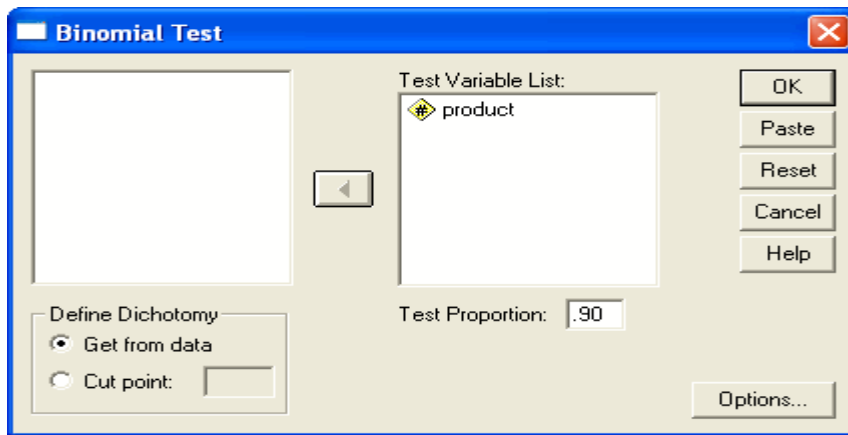 Binomial Test
Test Variable List:
# product
OK
Paste
Reset
Cancel
Help
Define Dichotomy
Get from data
Cut point:
Test Proportion: .90
Options...